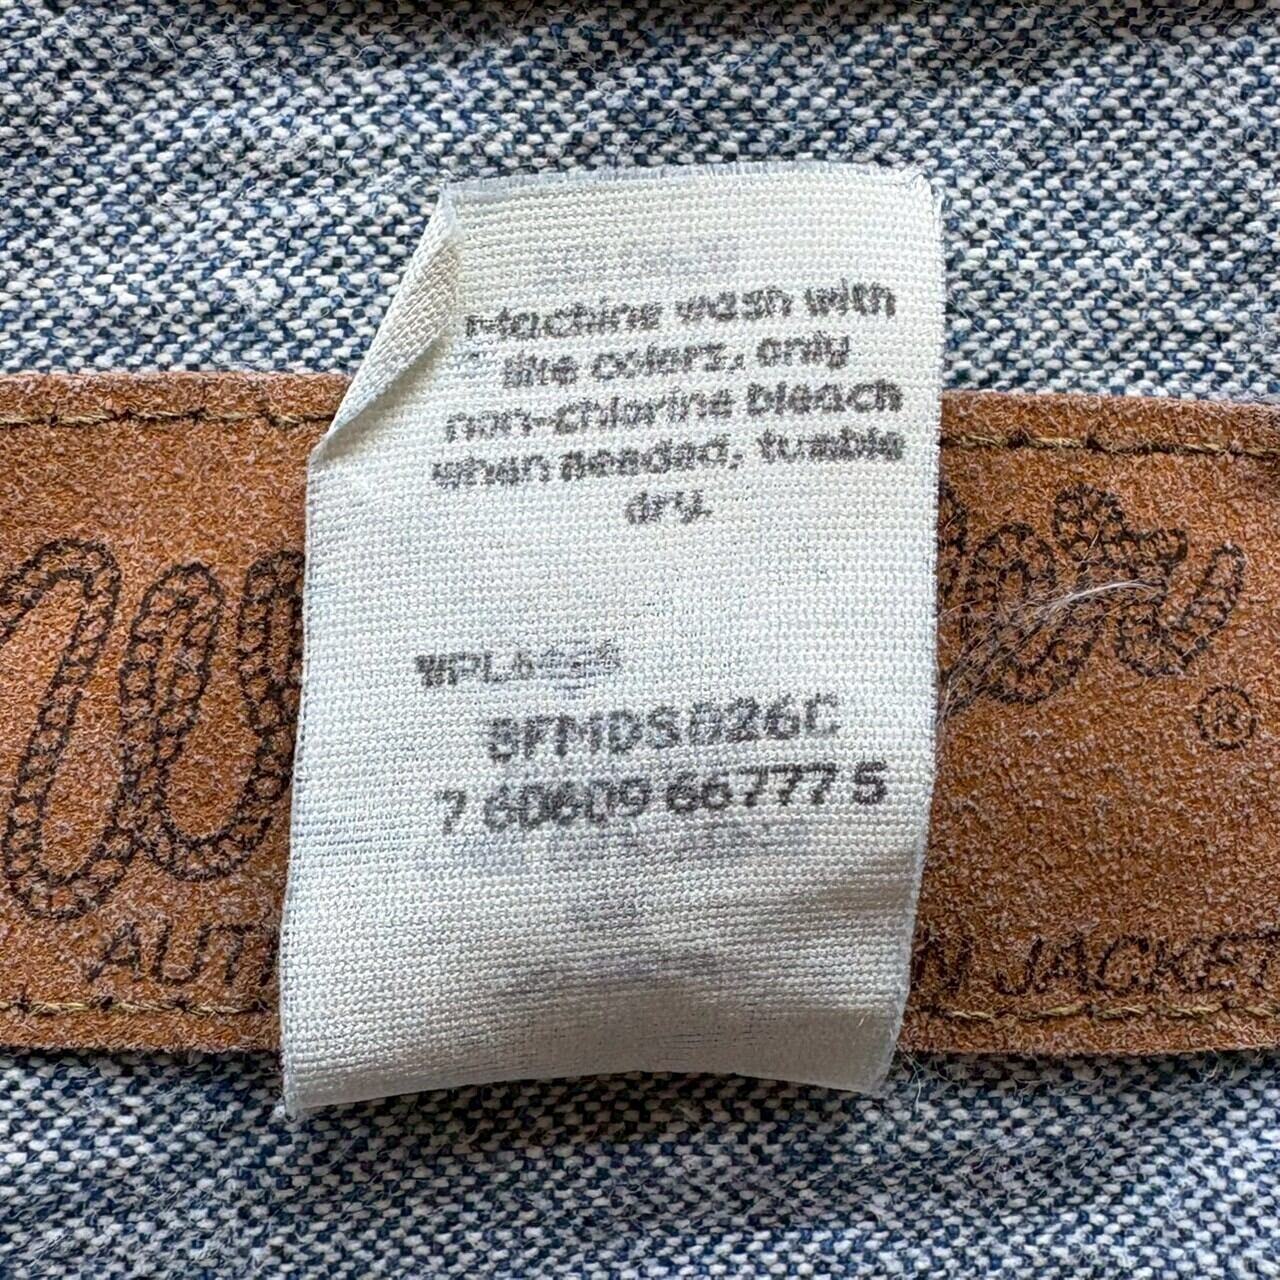 Machine wash with
like colors, only
non-chlorine bleach
when needed, tumble
dry.
8FMDS826C
7 60609 66777 5
W
®
AUT
JACKET